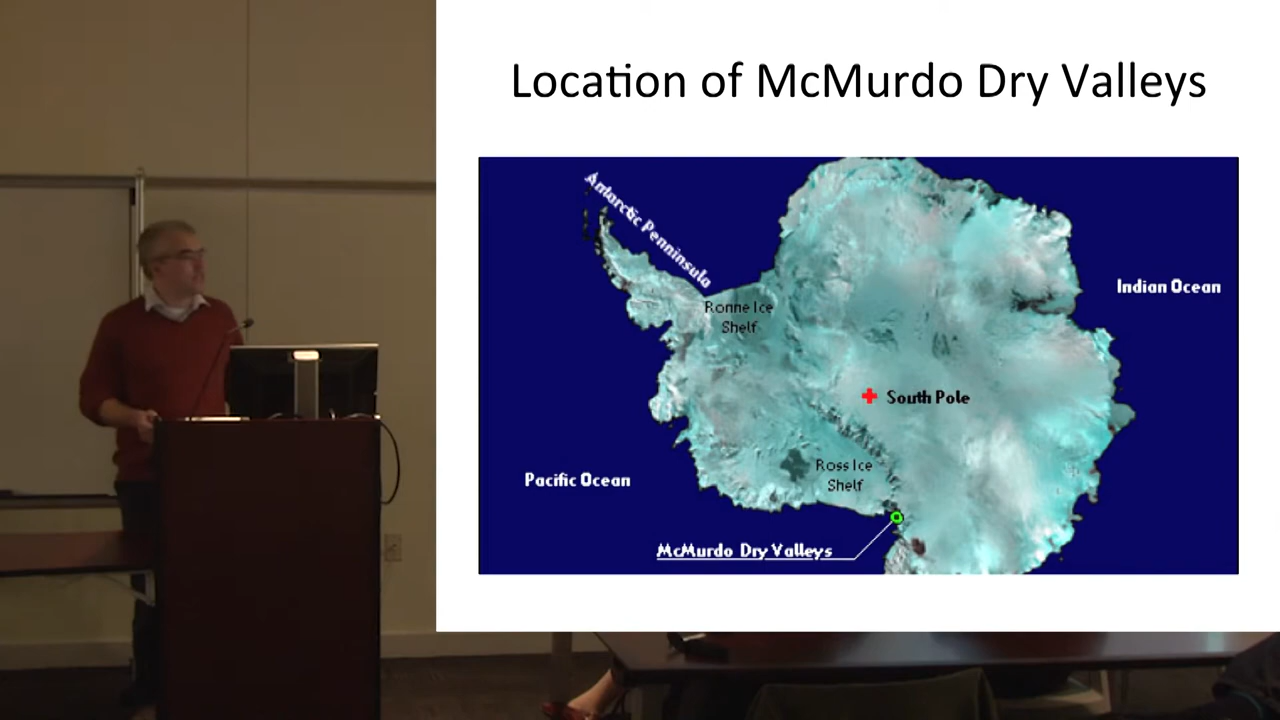 Location of McMurdo Dry Valleys
Antarctic Penninsula
Ronne Ice
Shelf
Indian Ocean
South Pole
Ross Ice
Shelf
Pacific Ocean
McMurdo Dry Valleys